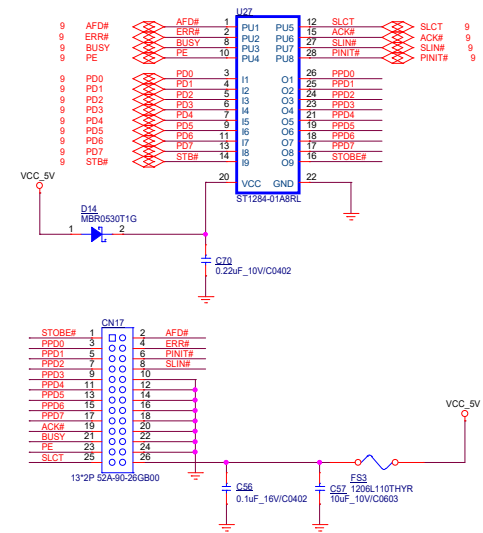 U27
9 AFD# AFD# 1 PU1 PU5 12 SLCT SLCT 9
9 ERR# ERR# 2 PU2 PU6 15 ACK# ACK# 9
9 BUSY BUSY 8 PU3 PU7 27 SLIN# SLIN# 9
9 PE PE 10 PU4 PU8 28 PINIT# PINIT# 9
9 PD0 PD0 3 I1 O1 26 PPD0
9 PD1 PD1 4 I2 O2 25 PPD1
9 PD2 PD2 5 I3 O3 24 PPD2
9 PD3 PD3 6 I4 O4 23 PPD3
9 PD4 PD4 7 I5 O5 21 PPD4
9 PD5 PD5 9 I6 O6 19 PPD5
9 PD6 PD6 11 I7 O7 18 PPD6
9 PD7 PD7 13 I8 O8 17 PPD7
9 STB# STB# 14 I9 O9 16 STOBE#
VCC_5V
20 VCC GND 22
ST1284-01A8RL
D14
MBR0530T1G
1 2
C70
0.22uF_10V/C0402
CN17
STOBE# 1 2 AFD#
PPD0 3 4 ERR#
PPD1 5 6 PINIT#
PPD2 7 8 SLIN#
PPD3 9 10
PPD4 11 12
PPD5 13 14
PPD6 15 16
PPD7 17 18
ACK# 19 20
BUSY 21 22
PE 23 24
SLCT 25 26
13*2P 52A-90-26GB00
VCC_5V
FS3
1206L110THYR
C56
0.1uF_16V/C0402
C57
10uF_10V/C0603